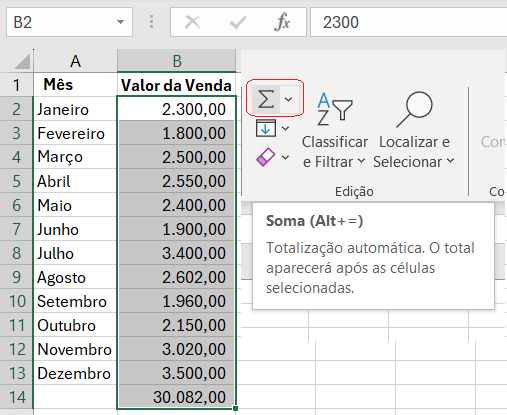 B2 fx 2300
A B
1 Mês Valor da Venda
2 Janeiro 2.300,00
3 Fevereiro 1.800,00
4 Março 2.500,00
5 Abril 2.550,00
6 Maio 2.400,00
7 Junho 1.900,00
8 Julho 3.400,00
9 Agosto 2.602,00
10 Setembro 1.960,00
11 Outubro 2.150,00
12 Novembro 3.020,00
13 Dezembro 3.500,00
14 30.082,00
Σ
A
Z
Classificar
e Filtrar
Localizar e
Selecionar
Con
Edição
Co
Soma (Alt+=)
Totalização automática. O total
aparecerá após as células
selecionadas.